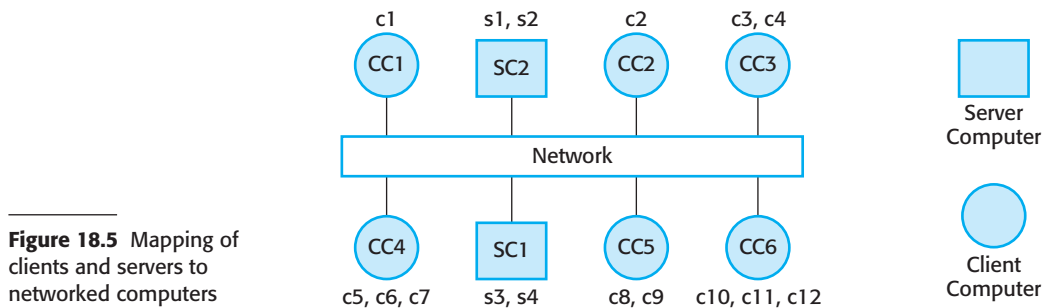 c1
s1, s2
c2
c3, c4
CC1
SC2
CC2
CC3
Server
Computer
Network
CC4
SC1
CC5
CC6
c5, c6, c7
s3, s4
c8, c9
c10, c11, c12
Client
Computer
Figure 18.5 Mapping of
clients and servers to
networked computers